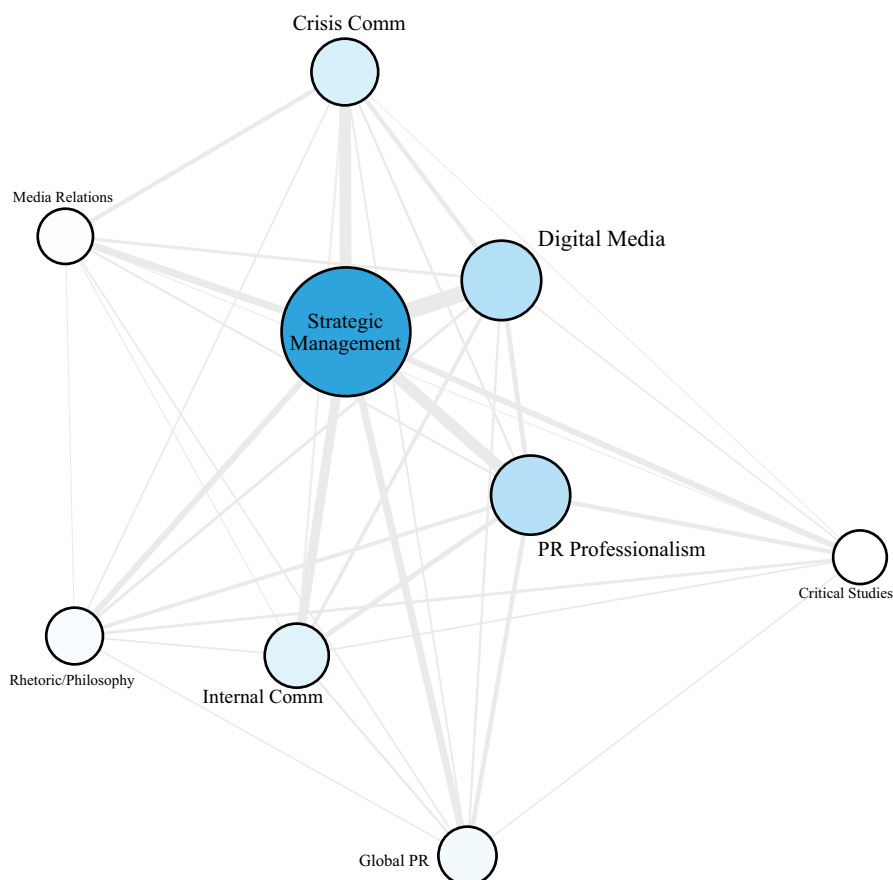 Crisis Comm
Media Relations
Digital Media
Strategic
Management
PR Professionalism
Critical Studies
Rhetoric/Philosophy
Internal Comm
Global PR